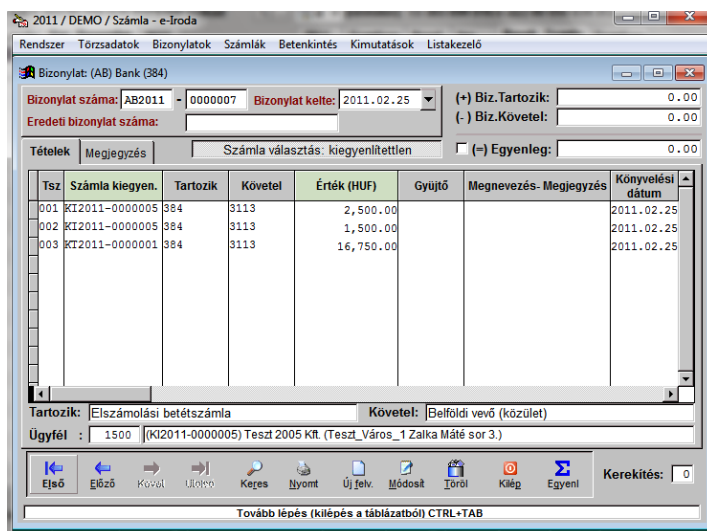 2011 / DEMO / Számla - e-Iroda
Rendszer Törzsadatok Bizonylatok Számlák Betenkintés Kimutatások Listakezelő
Bizonylat: (AB) Bank (384)
Bizonylat száma: AB2011 - 0000007 Bizonylat kelte: 2011.02.25
Eredeti bizonylat száma:
(+) Biz.Tartozik: 0.00
(-) Biz.Követel: 0.00
(=) Egyenleg: 0.00
Tételek Megjegyzés Számla választás: kiegyenlítettlen
Tsz Számla kiegyen. Tartozik Követel Érték (HUF) Gyüjtő Megnevezés- Megjegyzés Könyvelési dátum
001 KI2011-0000005 384 3113 2,500.00 2011.02.25
002 KI2011-0000005 384 3113 1,500.00 2011.02.25
003 KI2011-0000001 384 3113 16,750.00 2011.02.25
Tartozik: Elszámolási betétszámla Követel: Belföldi vevő (közület)
Ügyfél : 1500 (KI2011-0000005) Teszt 2005 Kft. (Teszt_Város_1 Zalka Máté sor 3.)
Első Előző Követ Utolsó Keres Nyomt Új felv. Módosít Töröl Kilép Egyenl Kerekítés: 0
Tovább lépés (kilépés a táblázatból) CTRL+TAB